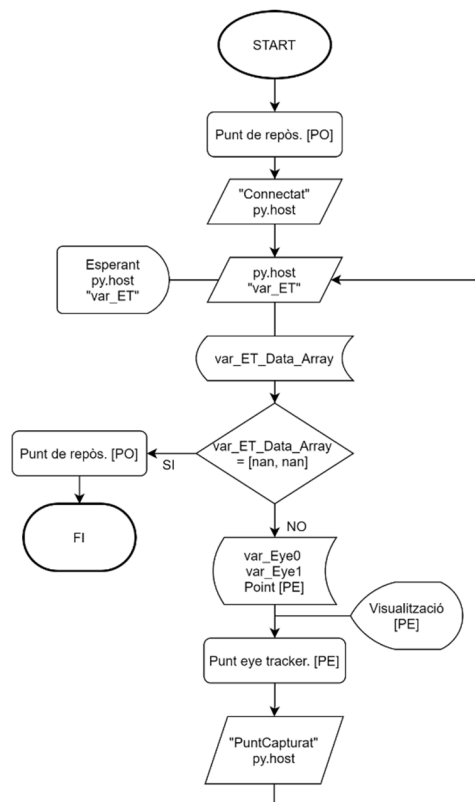 START
Punt de repòs. [PO]
"Connectat"
py.host
Esperant
py.host
"var_ET"
py.host
"var_ET"
var_ET_Data_Array
var_ET_Data_Array
= [nan, nan]
SI
Punt de repòs. [PO]
FI
NO
var_Eye0
var_Eye1
Point [PE]
Visualització
[PE]
Punt eye tracker. [PE]
"PuntCapturat"
py.host